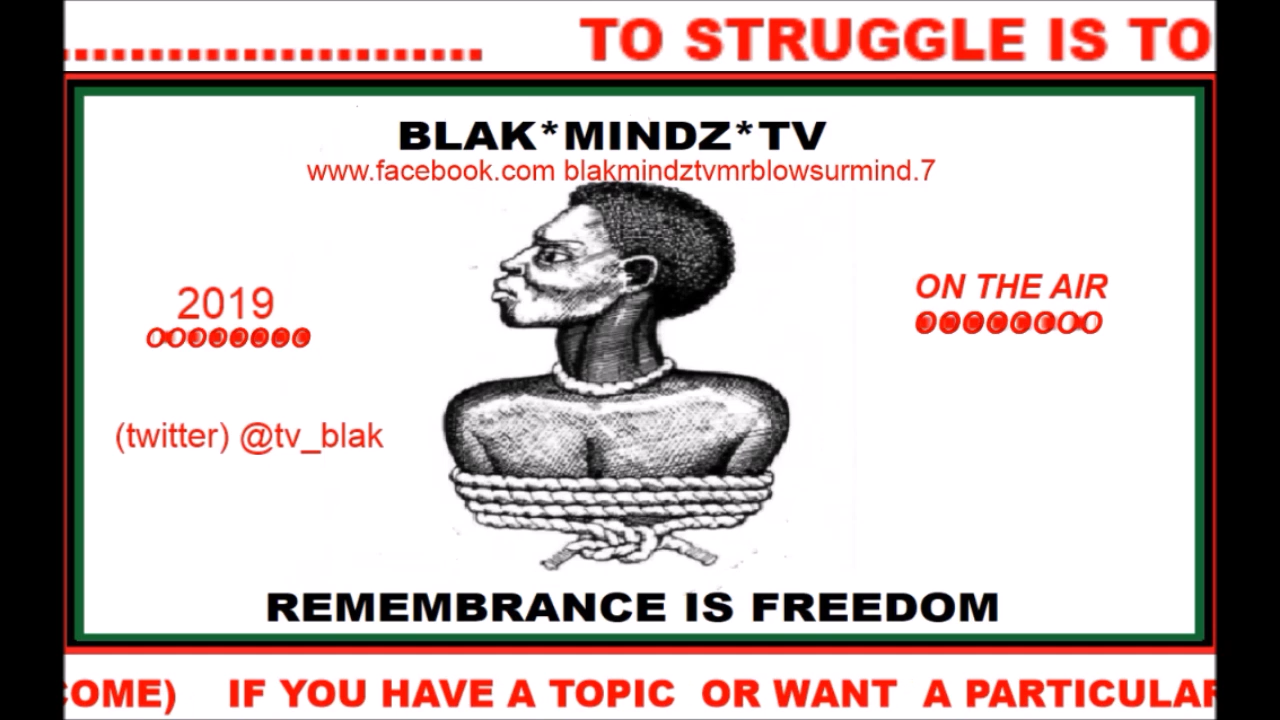 ........................ TO STRUGGLE IS TO
BLAK*MINDZ*TV
www.facebook.com blakmindztvmrblowsurmind.7
2019
ON THE AIR
(twitter) @tv_blak
REMEMBRANCE IS FREEDOM
COME) IF YOU HAVE A TOPIC OR WANT A PARTICULAR